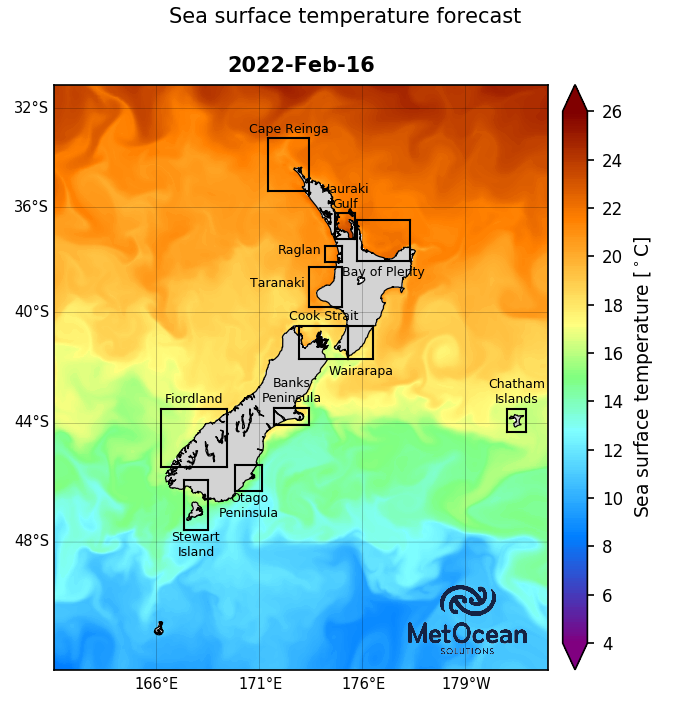 Sea surface temperature forecast
2022-Feb-16
32°S
36°S
40°S
44°S
48°S
166°E
171°E
176°E
179°W
Cape Reinga
Hauraki
Gulf
Raglan
Bay of Plenty
Taranaki
Cook Strait
Wairarapa
Banks
Peninsula
Fiordland
Chatham
Islands
Otago
Peninsula
Stewart
Island
MetOcean
SOLUTIONS
26
24
22
20
18
16
14
12
10
8
6
4
Sea surface temperature [°C]